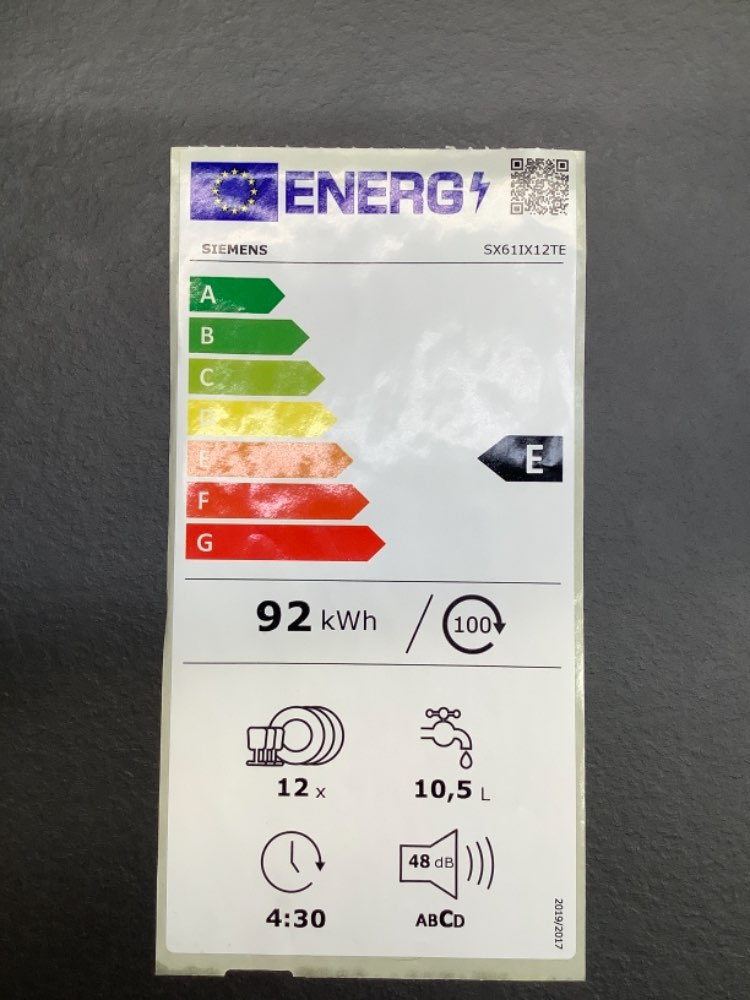 ENERG
SIEMENS SX61IX12TE
A
B
C
D
E
E
F
G
92 kWh / 100
12 x 10,5 L
48 dB
4:30 ABCD
2019/2017